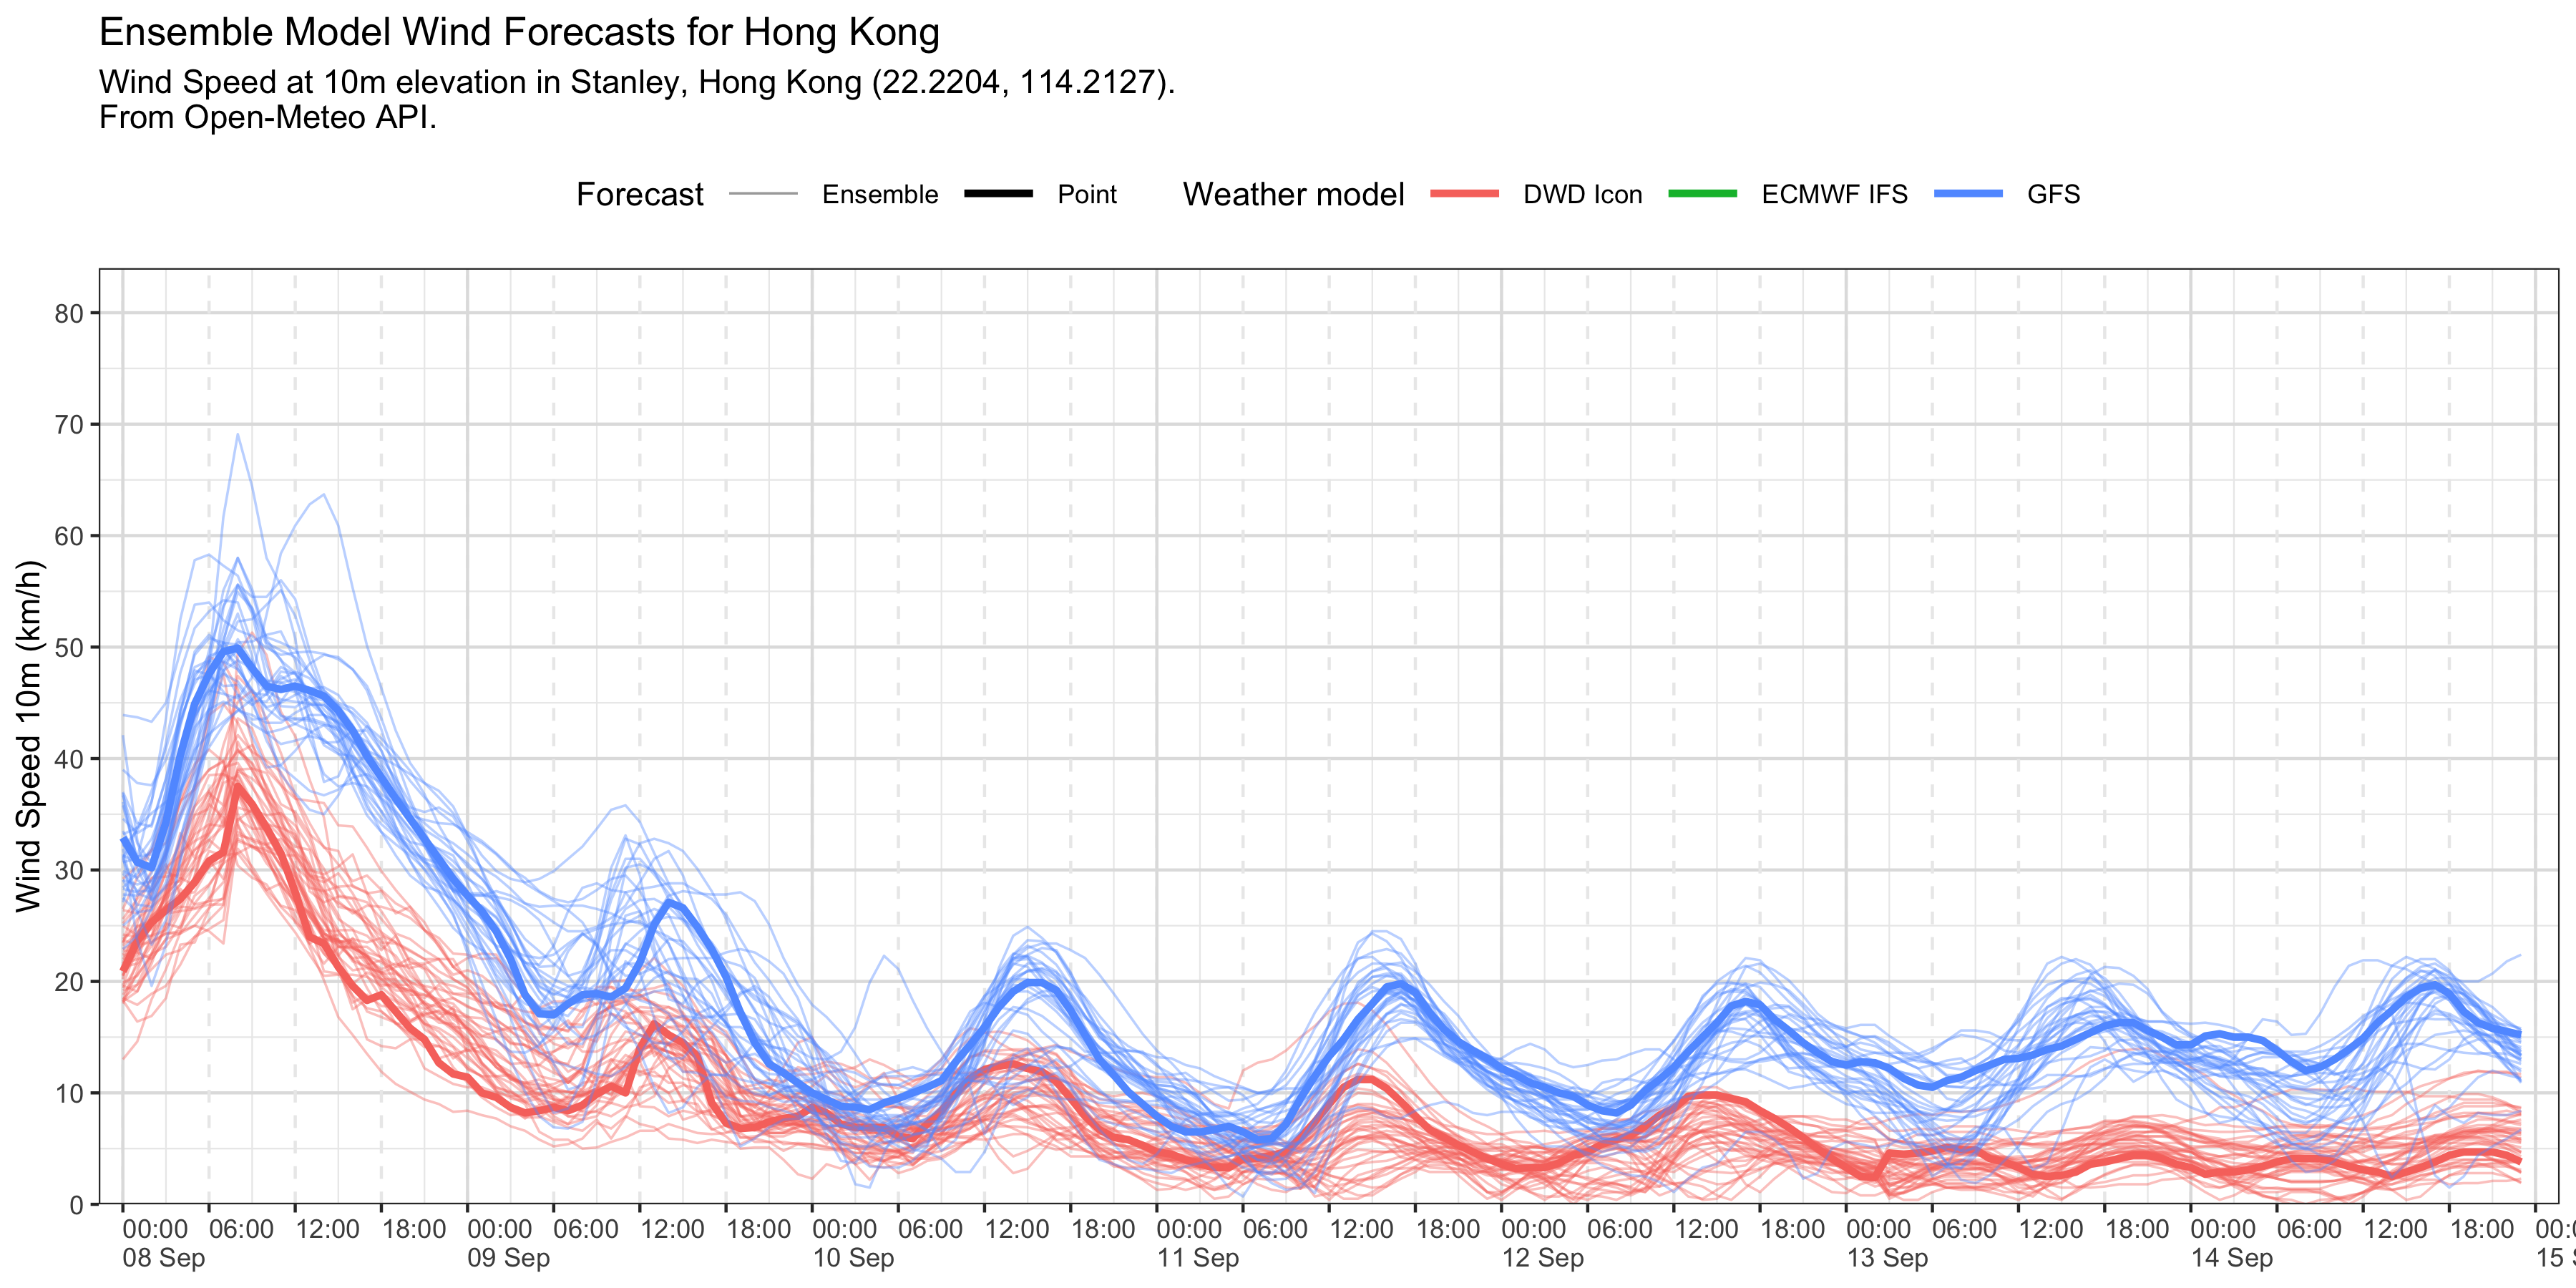 Ensemble Model Wind Forecasts for Hong Kong
Wind Speed at 10m elevation in Stanley, Hong Kong (22.2204, 114.2127).
From Open-Meteo API.
Forecast Ensemble Point Weather model DWD Icon ECMWF IFS GFS
Wind Speed 10m (km/h)
80
70
60
50
40
30
20
10
0
00:00 06:00 12:00 18:00 00:00 06:00 12:00 18:00 00:00 06:00 12:00 18:00 00:00 06:00 12:00 18:00 00:00 06:00 12:00 18:00 00:00 06:00 12:00 18:00 00:00 06:00 12:00 18:00 00:0
08 Sep 09 Sep 10 Sep 11 Sep 12 Sep 13 Sep 14 Sep 15 S